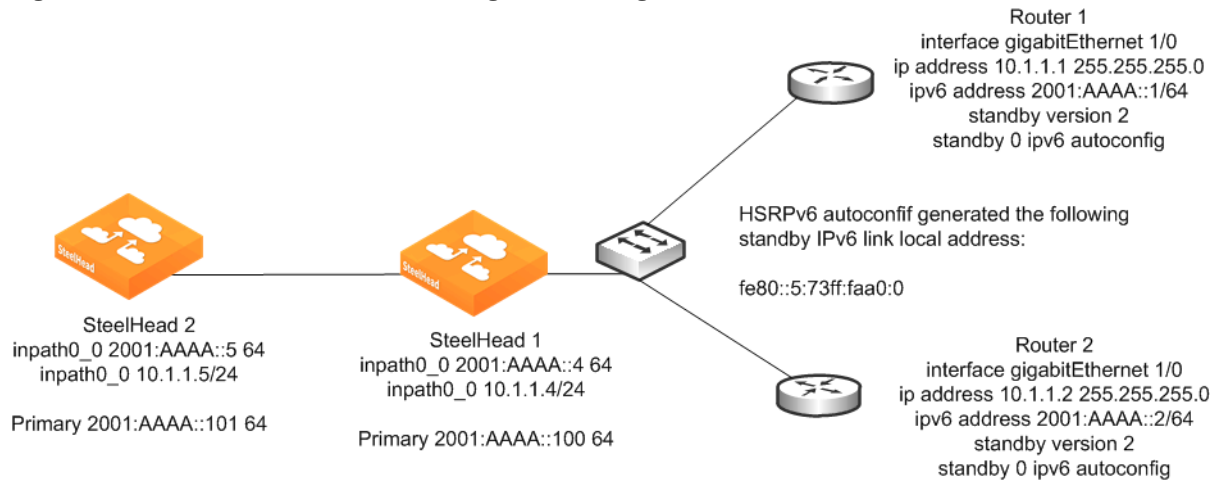 Router 1
interface gigabitEthernet 1/0
ip address 10.1.1.1 255.255.255.0
ipv6 address 2001:AAAA::1/64
standby version 2
standby 0 ipv6 autoconfig
HSRPv6 autoconfif generated the following
standby IPv6 link local address:
fe80::5:73ff:faa0:0
SteelHead
SteelHead 2
inpath0_0 2001:AAAA::5 64
inpath0_0 10.1.1.5/24
Primary 2001:AAAA::101 64
SteelHead
SteelHead 1
inpath0_0 2001:AAAA::4 64
inpath0_0 10.1.1.4/24
Primary 2001:AAAA::100 64
Router 2
interface gigabitEthernet 1/0
ip address 10.1.1.2 255.255.255.0
ipv6 address 2001:AAAA::2/64
standby version 2
standby 0 ipv6 autoconfig